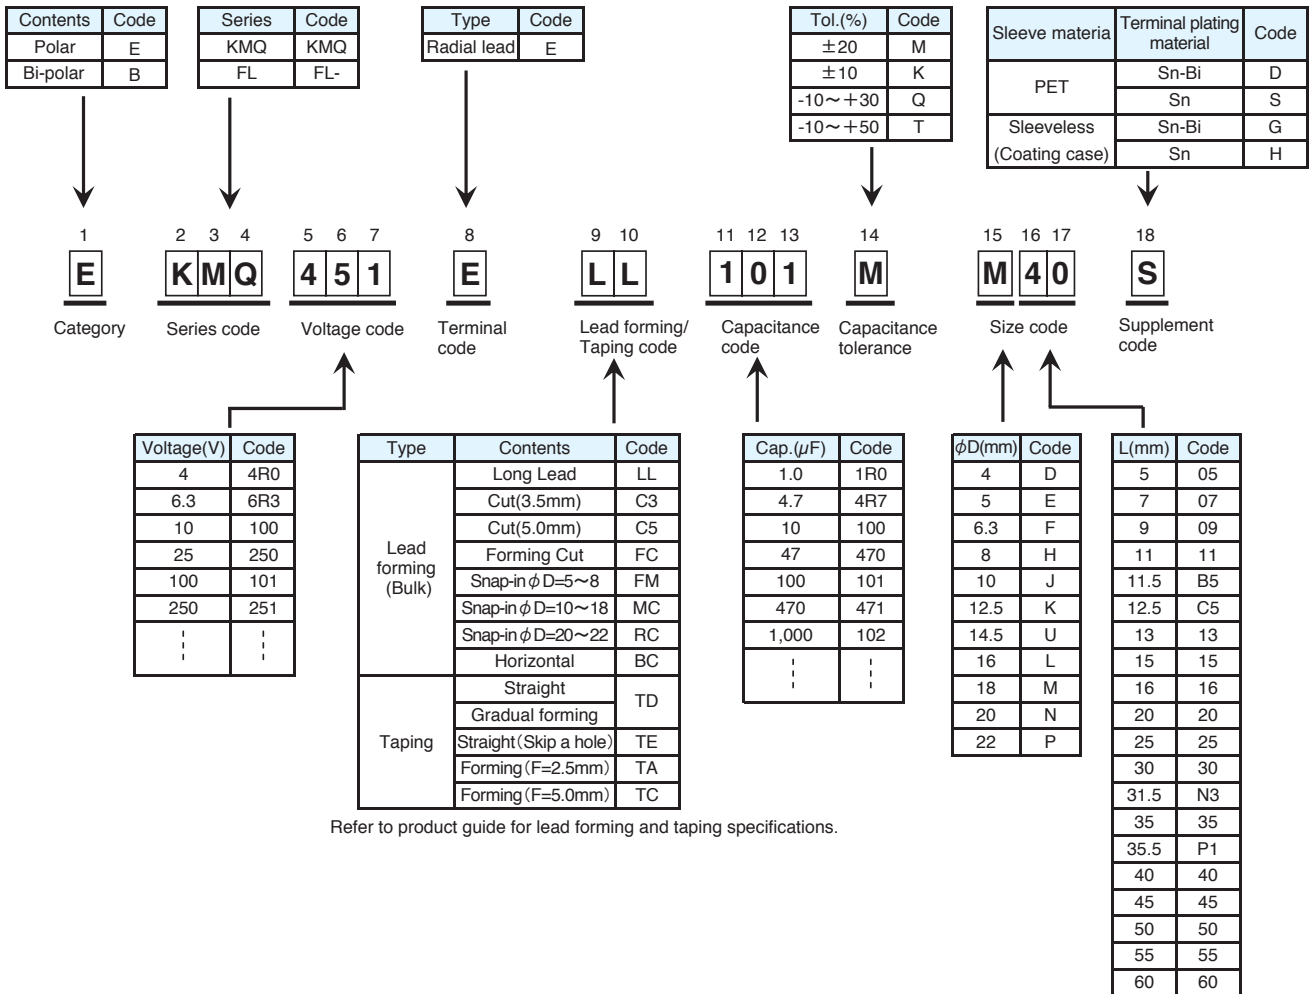 Contents Code
Polar E
Bi-polar B
Series Code
KMQ KMQ
FL FL-
Type Code
Radial lead E
Tol.(%) Code
±20 M
±10 K
-10～+30 Q
-10～+50 T
Sleeve materia Terminal plating material Code
PET Sn-Bi D
Sn S
Sleeveless (Coating case) Sn-Bi G
Sn H
1 2 3 4 5 6 7 8 9 10 11 12 13 14 15 16 17 18
E K M Q 4 5 1 E L L 1 0 1 M M 4 0 S
Category
Series code
Voltage code
Terminal
code
Lead forming/
Taping code
Capacitance
code
Capacitance
tolerance
Size code
Supplement
code
Voltage(V) Code
4 4R0
6.3 6R3
10 100
25 250
100 101
250 251
Type Contents Code
Lead forming (Bulk)
Long Lead LL
Cut(3.5mm) C3
Cut(5.0mm) C5
Forming Cut FC
Snap-in ϕD=5～8 FM
Snap-in ϕD=10～18 MC
Snap-in ϕD=20～22 RC
Horizontal BC
Taping
Straight TD
Gradual forming
Straight(Skip a hole) TE
Forming(F=2.5mm) TA
Forming(F=5.0mm) TC
Cap.(µF) Code
1.0 1R0
4.7 4R7
10 100
47 470
100 101
470 471
1,000 102
ϕD(mm) Code
4 D
5 E
6.3 F
8 H
10 J
12.5 K
14.5 U
16 L
18 M
20 N
22 P
L(mm) Code
5 05
7 07
9 09
11 11
11.5 B5
12.5 C5
13 13
15 15
16 16
20 20
25 25
30 30
31.5 N3
35 35
35.5 P1
40 40
45 45
50 50
55 55
60 60
Refer to product guide for lead forming and taping specifications.